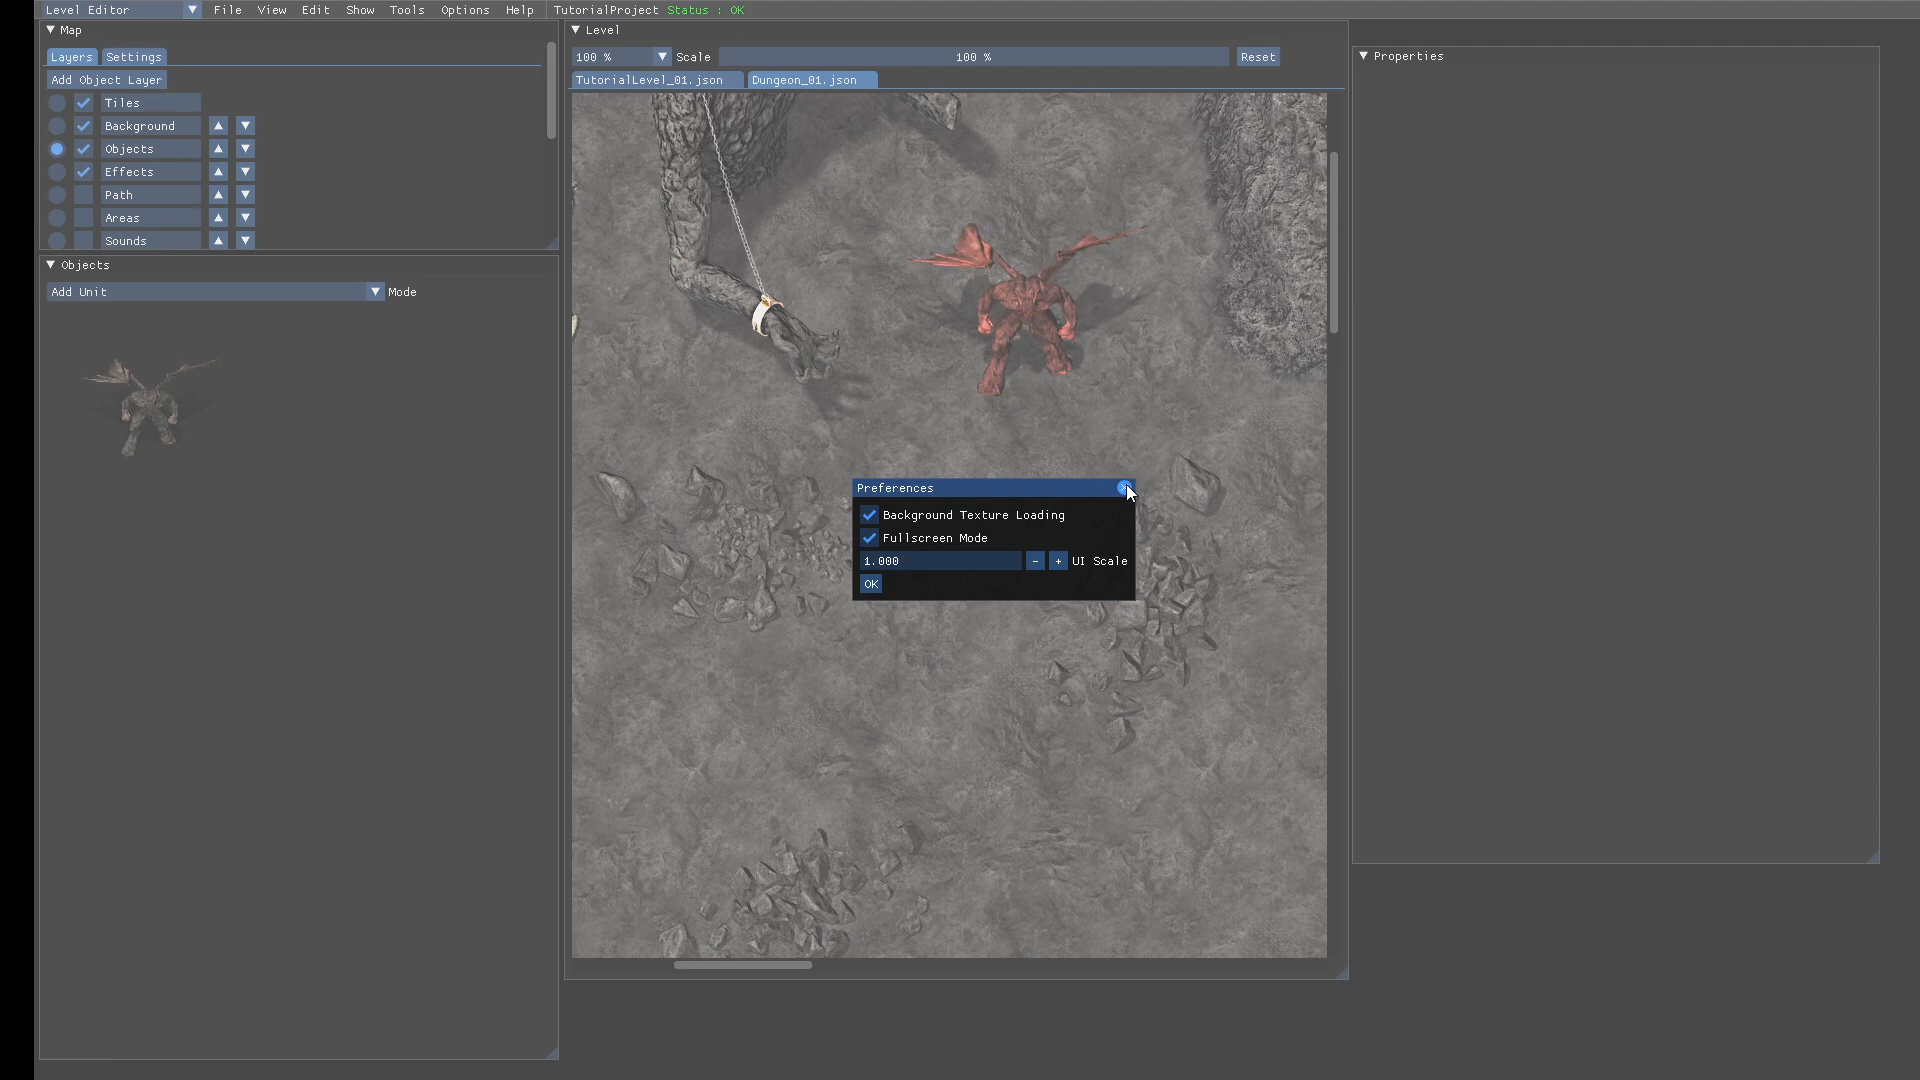 Level Editor File View Edit Show Tools Options Help TutorialProject Status : OK
Map
Layers Settings
Add Object Layer
Tiles
Background
Objects
Effects
Path
Areas
Sounds
Objects
Add Unit Mode
Level
100 % Scale 100 % Reset
TutorialLevel_01.json Dungeon_01.json
Preferences
Background Texture Loading
Fullscreen Mode
1.000 - + UI Scale
OK
Properties